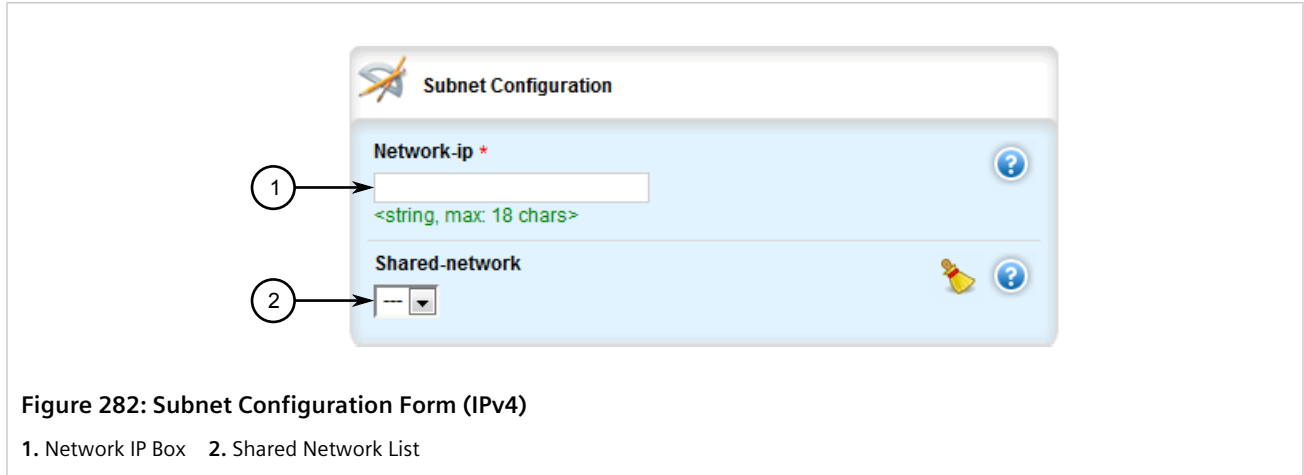 Subnet Configuration
Network-ip *
1
<string, max: 18 chars>
Shared-network
2
---
Figure 282: Subnet Configuration Form (IPv4)
1. Network IP Box 2. Shared Network List